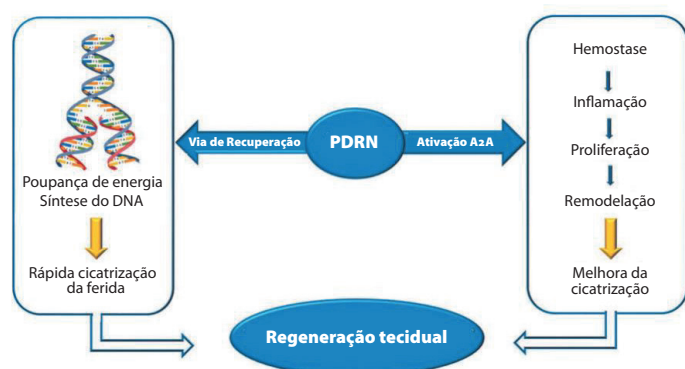 Poupança de energia
Síntese do DNA
Rápida cicatrização
da ferida
Via de Recuperação
PDRN
Ativação A2A
Hemostase
Inflamação
Proliferação
Remodelação
Melhora da
cicatrização
Regeneração tecidual